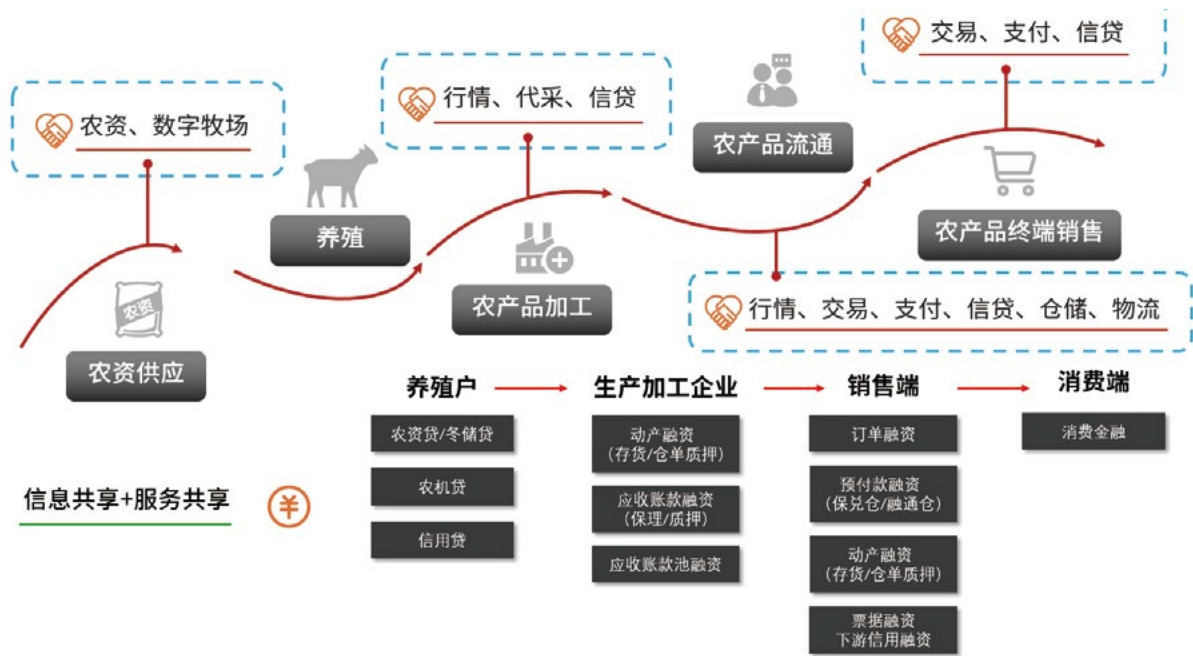 交易、支付、信贷
行情、代采、信贷
农资、数字牧场
农产品流通
养殖
农产品终端销售
农资
农产品加工
行情、交易、支付、信贷、仓储、物流
农资供应
养殖户
生产加工企业
销售端
消费端
农资贷/冬储贷
动产融资
(存货/仓单质押)
订单融资
消费金融
农机贷
应收账款融资
(保理/质押)
预付款融资
(保兑仓/融通仓)
信息共享+服务共享
¥
信用贷
应收账款池融资
动产融资
(存货/仓单质押)
票据融资
下游信用融资